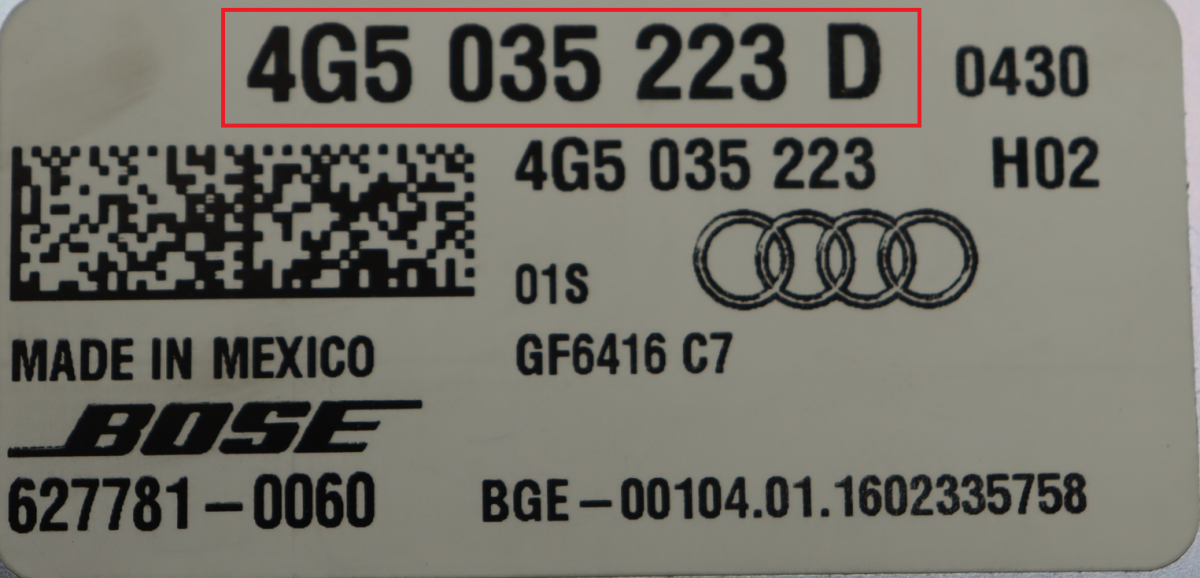 4G5 035 223 D 0430
4G5 035 223 H02
01S
MADE IN MEXICO GF6416 C7
BOSE
627781-0060 BGE-00104.01.1602335758